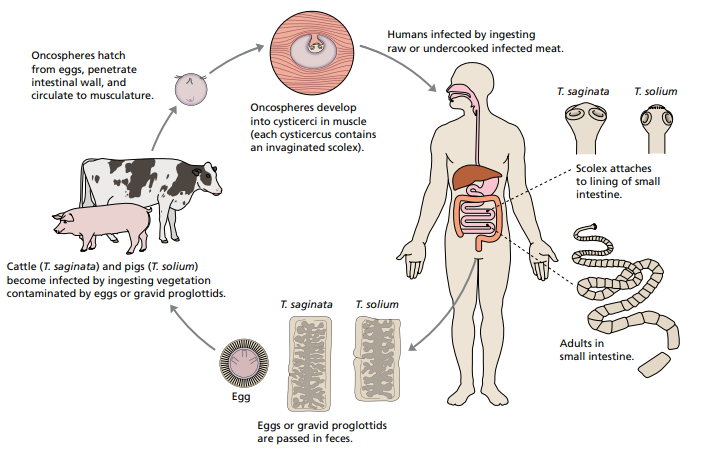 Oncospheres hatch
from eggs, penetrate
intestinal wall, and
circulate to musculature.
Oncospheres develop
into cysticerci in muscle
(each cysticercus contains
an invaginated scolex).
Humans infected by ingesting
raw or undercooked infected meat.
T. saginata
T. solium
Scolex attaches
to lining of small
intestine.
Adults in
small intestine.
T. saginata
T. solium
Eggs or gravid proglottids
are passed in feces.
Egg
Cattle (T. saginata) and pigs (T. solium)
become infected by ingesting vegetation
contaminated by eggs or gravid proglottids.